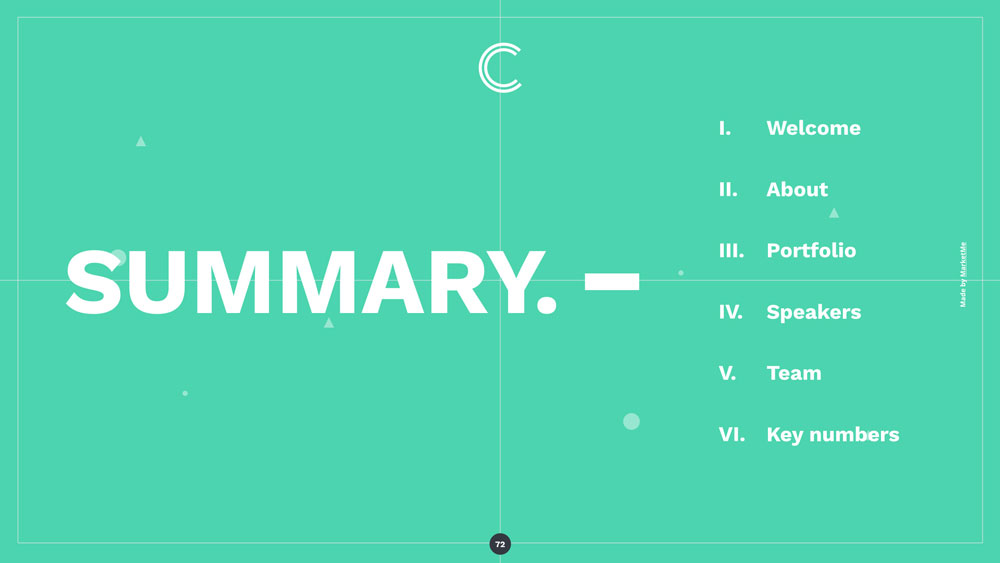 C
SUMMARY. –
I. Welcome
II. About
III. Portfolio
IV. Speakers
V. Team
VI. Key numbers
Made by MarketMe
72